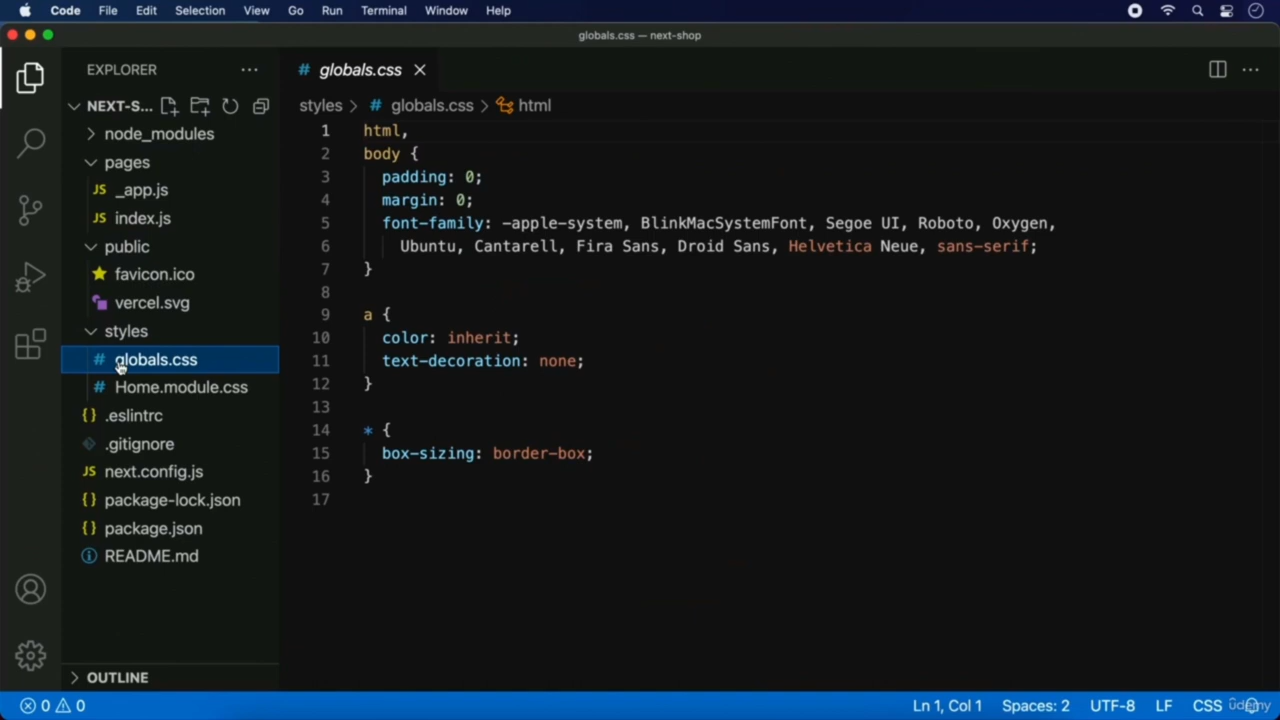 Code File Edit Selection View Go Run Terminal Window Help
globals.css — next-shop
EXPLORER
# globals.css
NEXT-S...
styles > # globals.css > html
node_modules
pages
JS _app.js
JS index.js
public
favicon.ico
vercel.svg
styles
# globals.css
# Home.module.css
{} .eslintrc
.gitignore
JS next.config.js
{} package-lock.json
{} package.json
README.md
OUTLINE
1 html,
2 body {
3 padding: 0;
4 margin: 0;
5 font-family: -apple-system, BlinkMacSystemFont, Segoe UI, Roboto, Oxygen,
6 Ubuntu, Cantarell, Fira Sans, Droid Sans, Helvetica Neue, sans-serif;
7 }
8
9 a {
10 color: inherit;
11 text-decoration: none;
12 }
13
14 * {
15 box-sizing: border-box;
16 }
17
0 0 Ln 1, Col 1 Spaces: 2 UTF-8 LF CSS
udemy